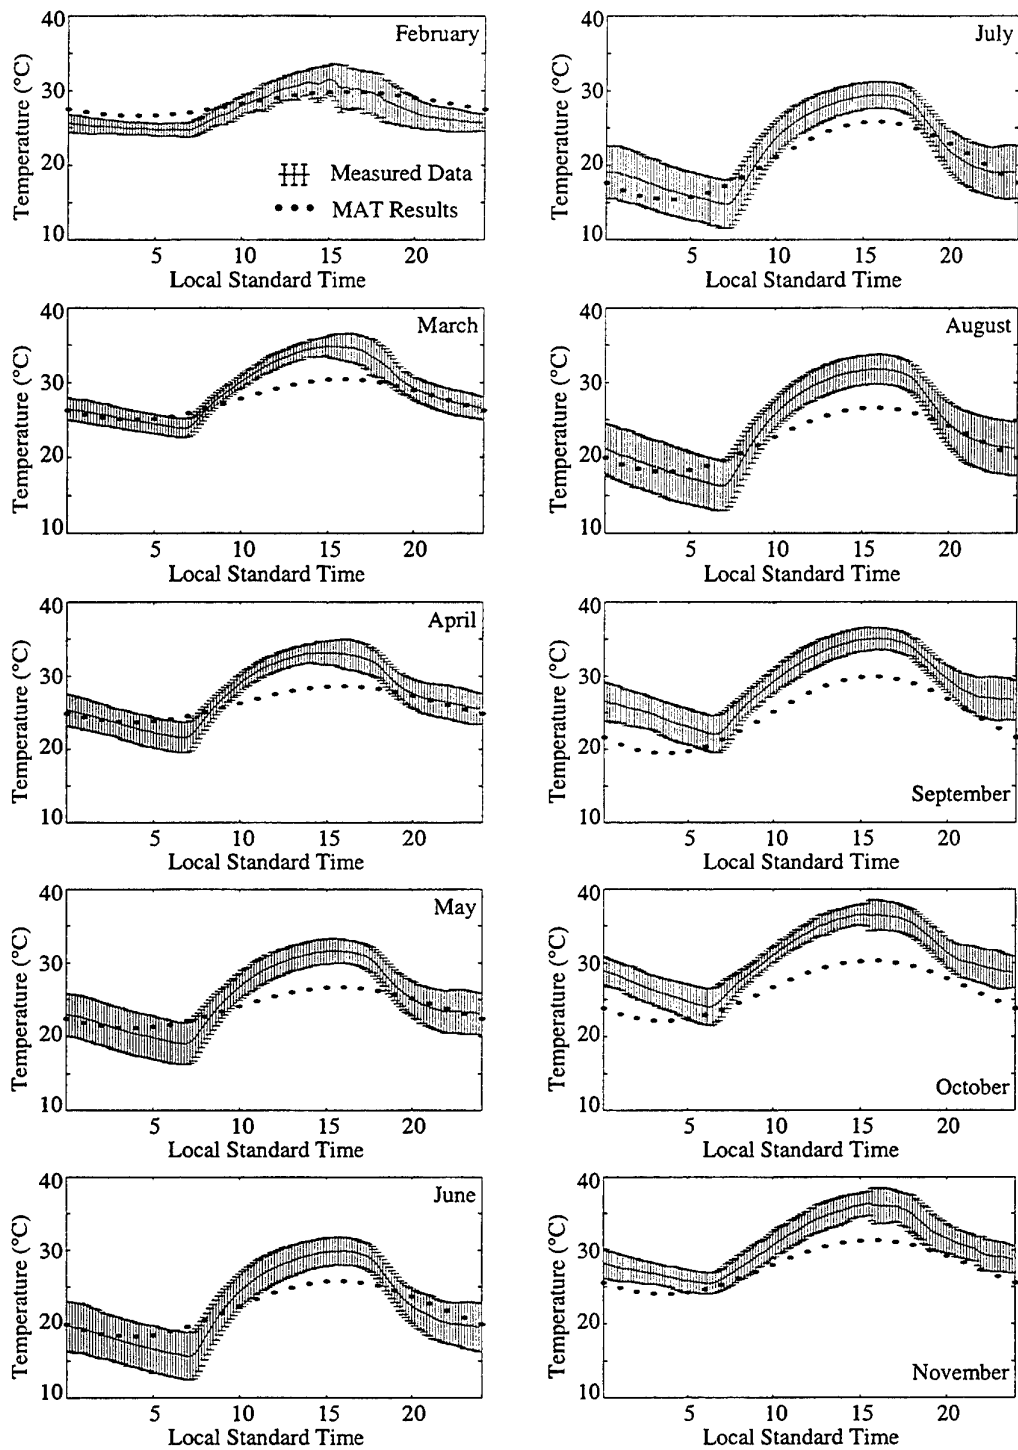 40
30
20
10
Temperature (°C)
February
Measured Data
MAT Results
5 10 15 20
Local Standard Time
40
30
20
10
Temperature (°C)
July
5 10 15 20
Local Standard Time
40
30
20
10
Temperature (°C)
March
5 10 15 20
Local Standard Time
40
30
20
10
Temperature (°C)
August
5 10 15 20
Local Standard Time
40
30
20
10
Temperature (°C)
April
5 10 15 20
Local Standard Time
40
30
20
10
Temperature (°C)
September
5 10 15 20
Local Standard Time
40
30
20
10
Temperature (°C)
May
5 10 15 20
Local Standard Time
40
30
20
10
Temperature (°C)
October
5 10 15 20
Local Standard Time
40
30
20
10
Temperature (°C)
June
5 10 15 20
Local Standard Time
40
30
20
10
Temperature (°C)
November
5 10 15 20
Local Standard Time